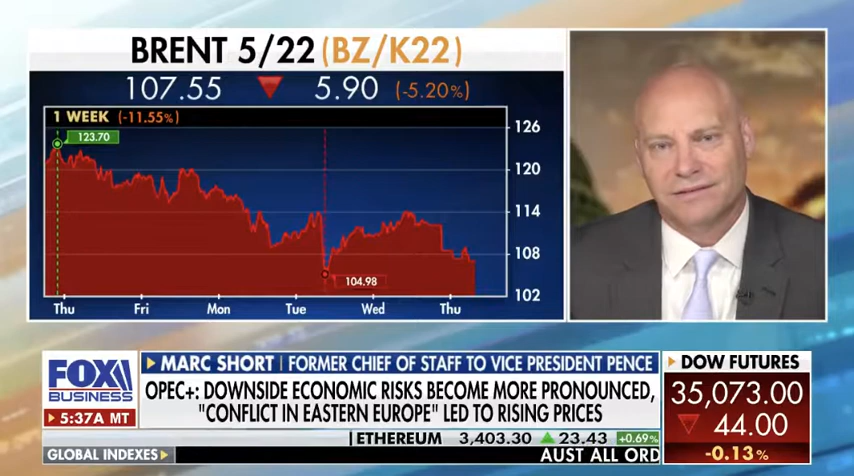 BRENT 5/22 (BZ/K22)
107.55 ▼ 5.90 (-5.20%)
1 WEEK (-11.55%)
123.70
126
120
114
108
102
104.98
Thu Fri Mon Tue Wed Thu
FOX
BUSINESS
5:37A MT
MARC SHORT | FORMER CHIEF OF STAFF TO VICE PRESIDENT PENCE
OPEC+: DOWNSIDE ECONOMIC RISKS BECOME MORE PRONOUNCED,
"CONFLICT IN EASTERN EUROPE" LED TO RISING PRICES
DOW FUTURES
35,073.00
▼ 44.00
-0.13%
ETHEREUM 3,403.30 ▲ 23.43 +0.69%
GLOBAL INDEXES
AUST ALL ORD